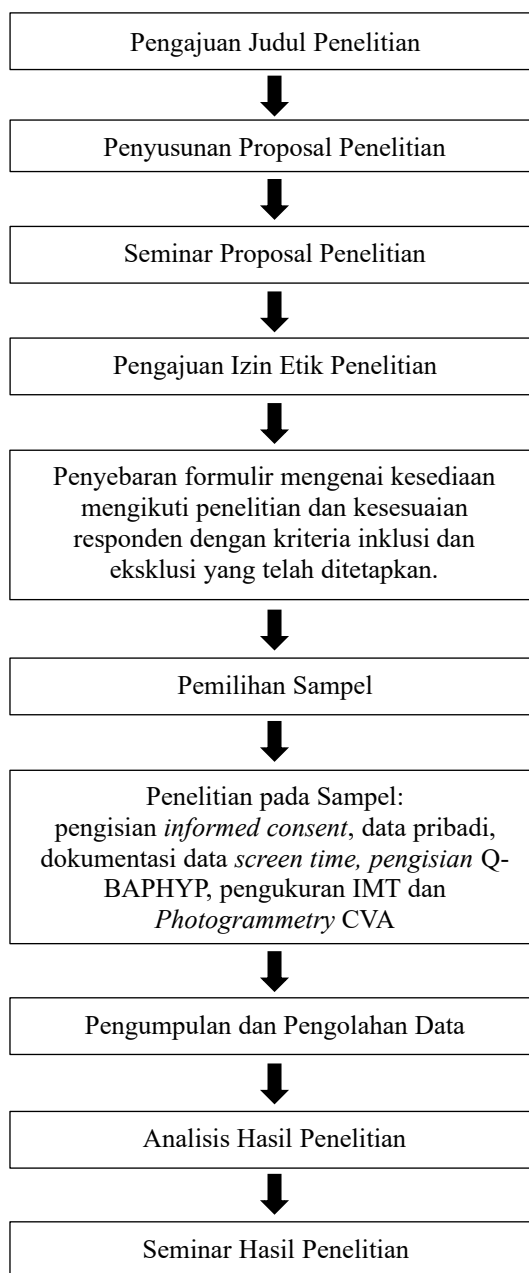 Pengajuan Judul Penelitian
Penyusunan Proposal Penelitian
Seminar Proposal Penelitian
Pengajuan Izin Etik Penelitian
Penyebaran formulir mengenai kesediaan
mengikuti penelitian dan kesesuaian
responden dengan kriteria inklusi dan
eksklusi yang telah ditetapkan.
Pemilihan Sampel
Penelitian pada Sampel:
pengisian informed consent, data pribadi,
dokumentasi data screen time, pengisian Q-
BAPHYP, pengukuran IMT dan
Photogrammetry CVA
Pengumpulan dan Pengolahan Data
Analisis Hasil Penelitian
Seminar Hasil Penelitian